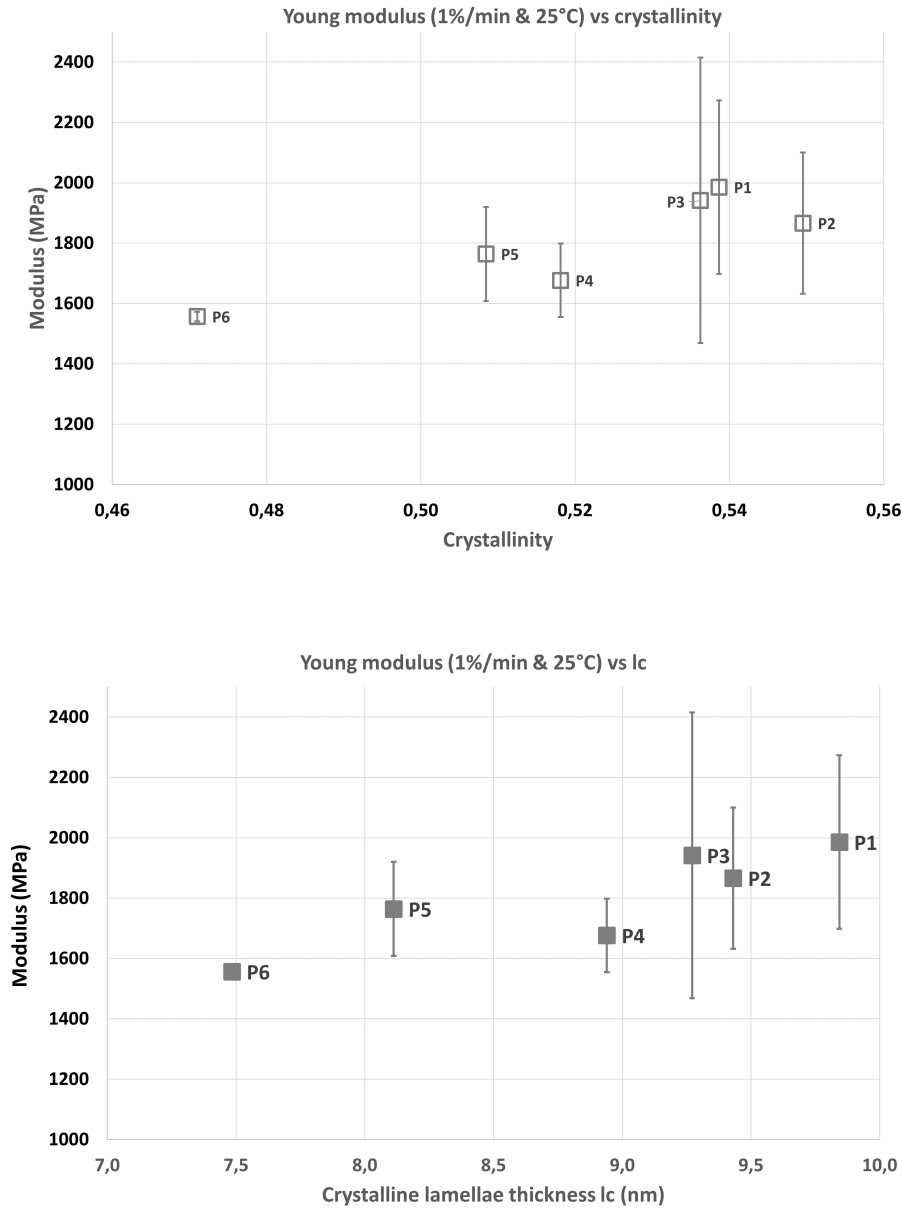 Young modulus (1%/min & 25°C) vs crystallinity
2400
2200
2000
1800
1600
1400
1200
1000
Modulus (MPa)
P3
P1
P2
P5
P4
P6
0,46 0,48 0,50 0,52 0,54 0,56
Crystallinity
Young modulus (1%/min & 25°C) vs lc
2400
2200
2000
1800
1600
1400
1200
1000
Modulus (MPa)
P1
P3
P2
P5
P4
P6
7,0 7,5 8,0 8,5 9,0 9,5 10,0
Crystalline lamellae thickness lc (nm)